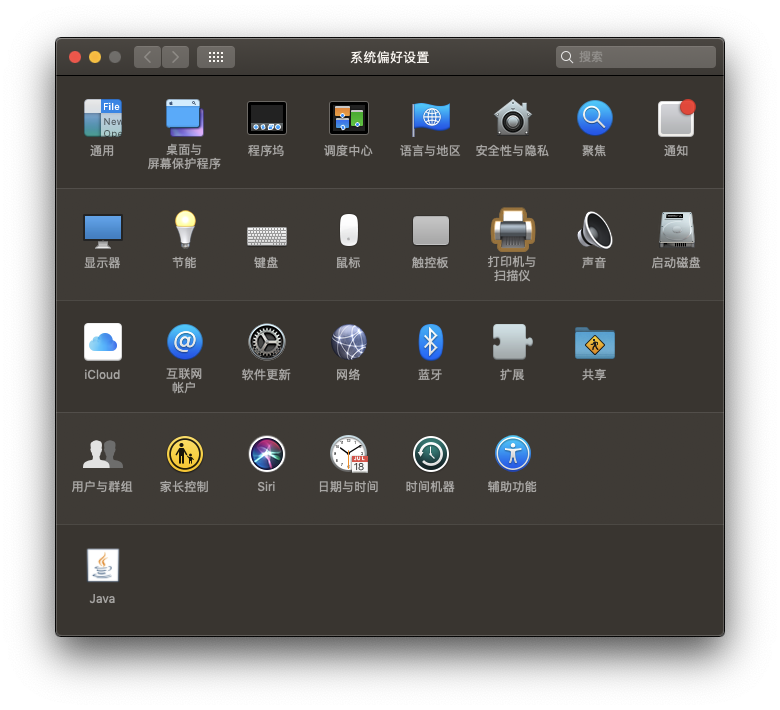 系统偏好设置
搜索
File
New
Ope
通用
桌面与
屏幕保护程序
程序坞
调度中心
语言与地区
安全性与隐私
聚焦
通知
显示器
节能
键盘
鼠标
触控板
打印机与
扫描仪
声音
启动磁盘
iCloud
@
互联网
帐户
软件更新
网络
蓝牙
扩展
共享
JUL
18
用户与群组
家长控制
Siri
日期与时间
时间机器
辅助功能
Java